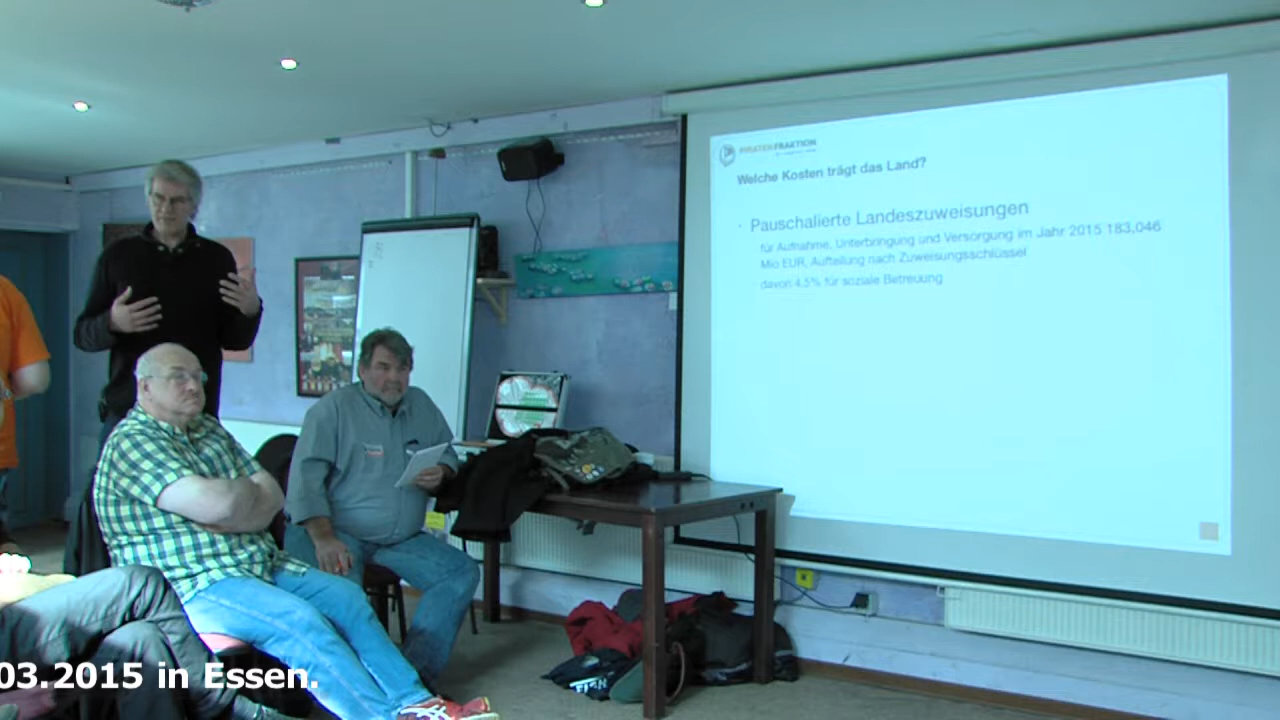 PIRATENFRAKTION
Welche Kosten trägt das Land?
· Pauschalierte Landeszuweisungen
für Aufnahme, Unterbringung und Versorgung im Jahr 2015 183,046
Mio EUR, Aufteilung nach Zuweisungsschlüssel
davon 4,5% für soziale Betreuung
03.2015 in Essen.